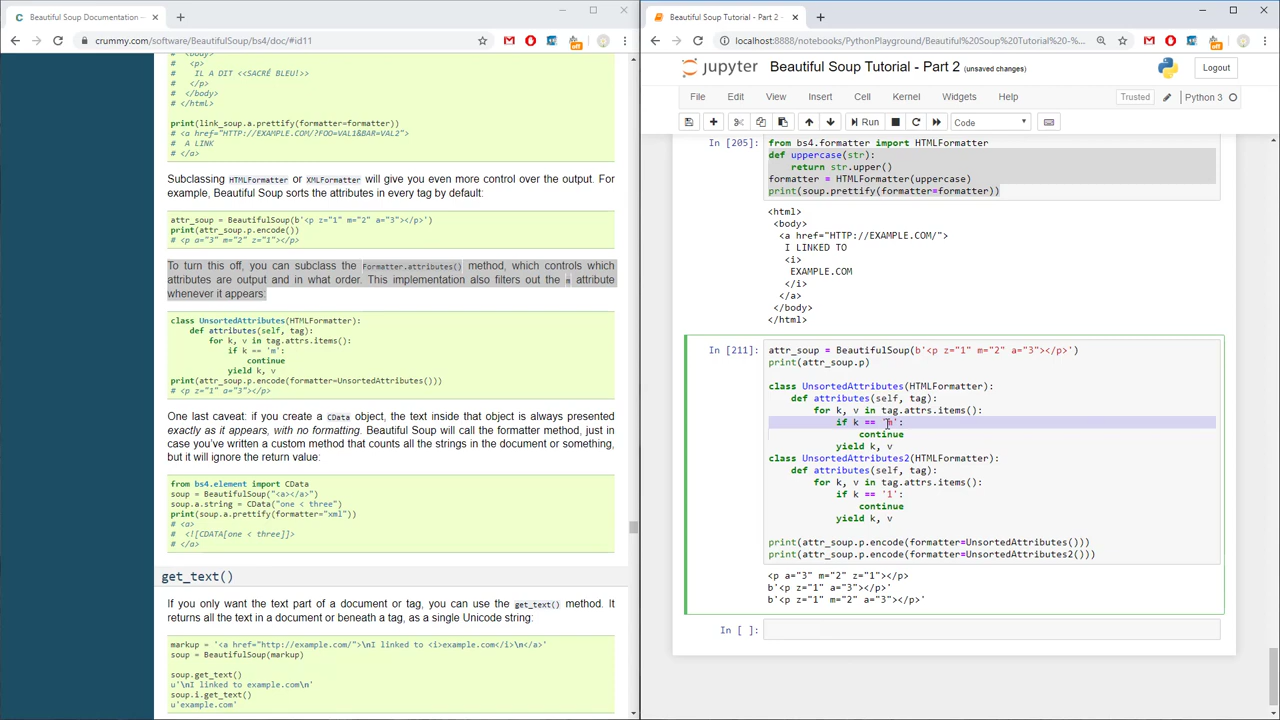 Beautiful Soup Documentation —
crummy.com/software/BeautifulSoup/bs4/doc/#id11
#  <body>
#   <p>
#    IL A DIT <<SACRÉ BLEU!>>
#   </p>
#  </body>
# </html>
print(link_soup.a.prettify(formatter=formatter))
# <a href="HTTP://EXAMPLE.COM/?FOO=VAL1&BAR=VAL2">
#  A LINK
# </a>
Subclassing HTMLFormatter or XMLFormatter will give you even more control over the output. For
example, Beautiful Soup sorts the attributes in every tag by default:
attr_soup = BeautifulSoup(b'<p z="1" m="2" a="3"></p>')
print(attr_soup.p.encode())
# <p a="3" m="2" z="1"></p>
To turn this off, you can subclass the Formatter.attributes() method, which controls which
attributes are output and in what order. This implementation also filters out the m attribute
whenever it appears:
class UnsortedAttributes(HTMLFormatter):
    def attributes(self, tag):
        for k, v in tag.attrs.items():
            if k == 'm':
                continue
            yield k, v
print(attr_soup.p.encode(formatter=UnsortedAttributes()))
# <p z="1" a="3"></p>
One last caveat: if you create a CData object, the text inside that object is always presented
exactly as it appears, with no formatting. Beautiful Soup will call the formatter method, just in
case you've written a custom method that counts all the strings in the document or something,
but it will ignore the return value:
from bs4.element import CData
soup = BeautifulSoup("<a></a>")
soup.a.string = CData("one < three")
print(soup.a.prettify(formatter="xml"))
# <a>
#  <![CDATA[one < three]]>
# </a>
get_text()
If you only want the text part of a document or tag, you can use the get_text() method. It
returns all the text in a document or beneath a tag, as a single Unicode string:
markup = '<a href="http://example.com/">\nI linked to <i>example.com</i>\n</a>'
soup = BeautifulSoup(markup)
soup.get_text()
u'\nI linked to example.com\n'
soup.i.get_text()
u'example.com'
Beautiful Soup Tutorial - Part 2 -
localhost:8888/notebooks/PythonPlayground/Beautiful%20Soup%20Tutorial%20-%...
jupyter Beautiful Soup Tutorial - Part 2 (unsaved changes) Logout
File Edit View Insert Cell Kernel Widgets Help Trusted Python 3
Run Code
In [205]: from bs4.formatter import HTMLFormatter
def uppercase(str):
    return str.upper()
formatter = HTMLFormatter(uppercase)
print(soup.prettify(formatter=formatter))
<html>
 <body>
  <a href="HTTP://EXAMPLE.COM/">
   I LINKED TO
   <i>
    EXAMPLE.COM
   </i>
  </a>
 </body>
</html>
In [211]: attr_soup = BeautifulSoup(b'<p z="1" m="2" a="3"></p>')
print(attr_soup.p)
class UnsortedAttributes(HTMLFormatter):
    def attributes(self, tag):
        for k, v in tag.attrs.items():
            if k == 'm':
                continue
            yield k, v
class UnsortedAttributes2(HTMLFormatter):
    def attributes(self, tag):
        for k, v in tag.attrs.items():
            if k == '1':
                continue
            yield k, v
print(attr_soup.p.encode(formatter=UnsortedAttributes()))
print(attr_soup.p.encode(formatter=UnsortedAttributes2()))
<p a="3" m="2" z="1"></p>
b'<p z="1" a="3"></p>'
b'<p z="1" m="2" a="3"></p>'
In [ ]: